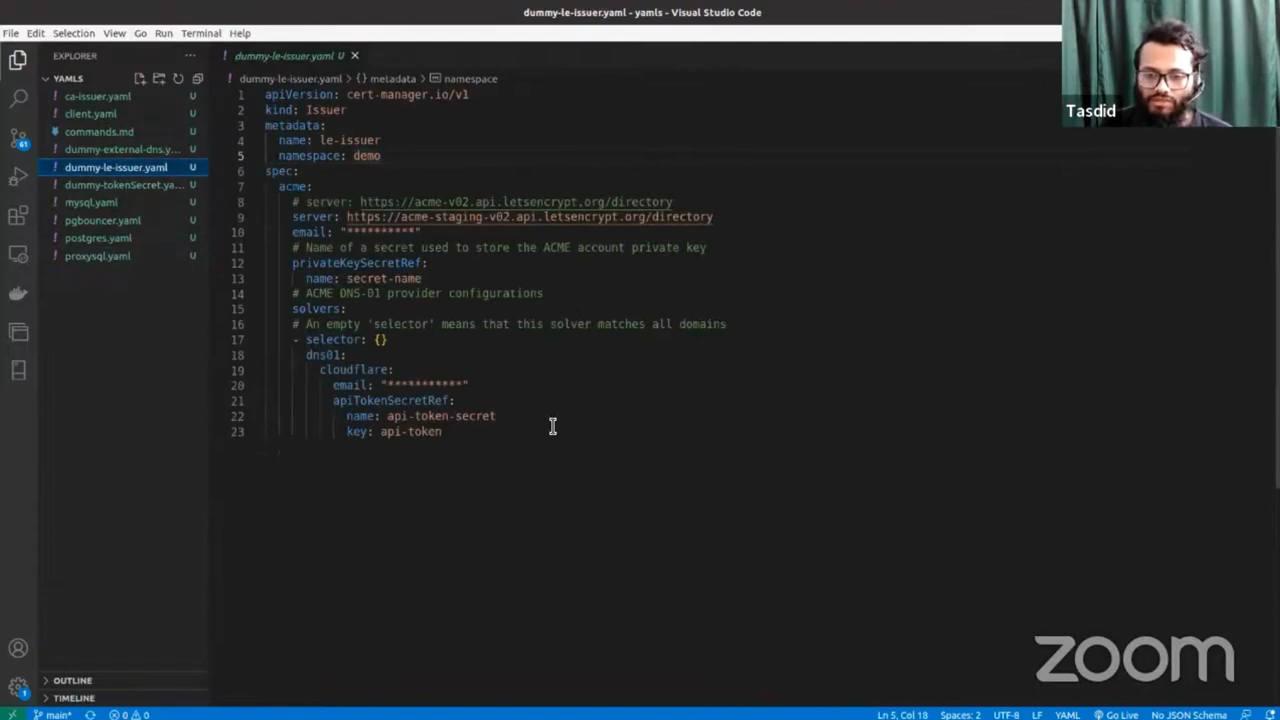 dummy-le-issuer.yaml - yamls - Visual Studio Code
File Edit Selection View Go Run Terminal Help
EXPLORER
YAMLS
ca-issuer.yaml U
client.yaml U
commands.md U
dummy-external-dns.y... U
dummy-le-issuer.yaml U
dummy-tokenSecret.ya... U
mysql.yaml U
pgbouncer.yaml U
postgres.yaml U
proxysql.yaml U
OUTLINE
TIMELINE
61
1
dummy-le-issuer.yaml U
dummy-le-issuer.yaml > {} metadata > namespace
1 apiVersion: cert-manager.io/v1
2 kind: Issuer
3 metadata:
4 name: le-issuer
5 namespace: demo
6 spec:
7 acme:
8 # server: https://acme-v02.api.letsencrypt.org/directory
9 server: https://acme-staging-v02.api.letsencrypt.org/directory
10 email: "**********"
11 # Name of a secret used to store the ACME account private key
12 privateKeySecretRef:
13 name: secret-name
14 # ACME DNS-01 provider configurations
15 solvers:
16 # An empty 'selector' means that this solver matches all domains
17 - selector: {}
18 dns01:
19 cloudflare:
20 email: "***********"
21 apiTokenSecretRef:
22 name: api-token-secret
23 key: api-token
Tasdid
zoom
main* 0 0 Ln 5, Col 18 Spaces: 2 UTF-8 LF YAML Go Live No JSON Schema